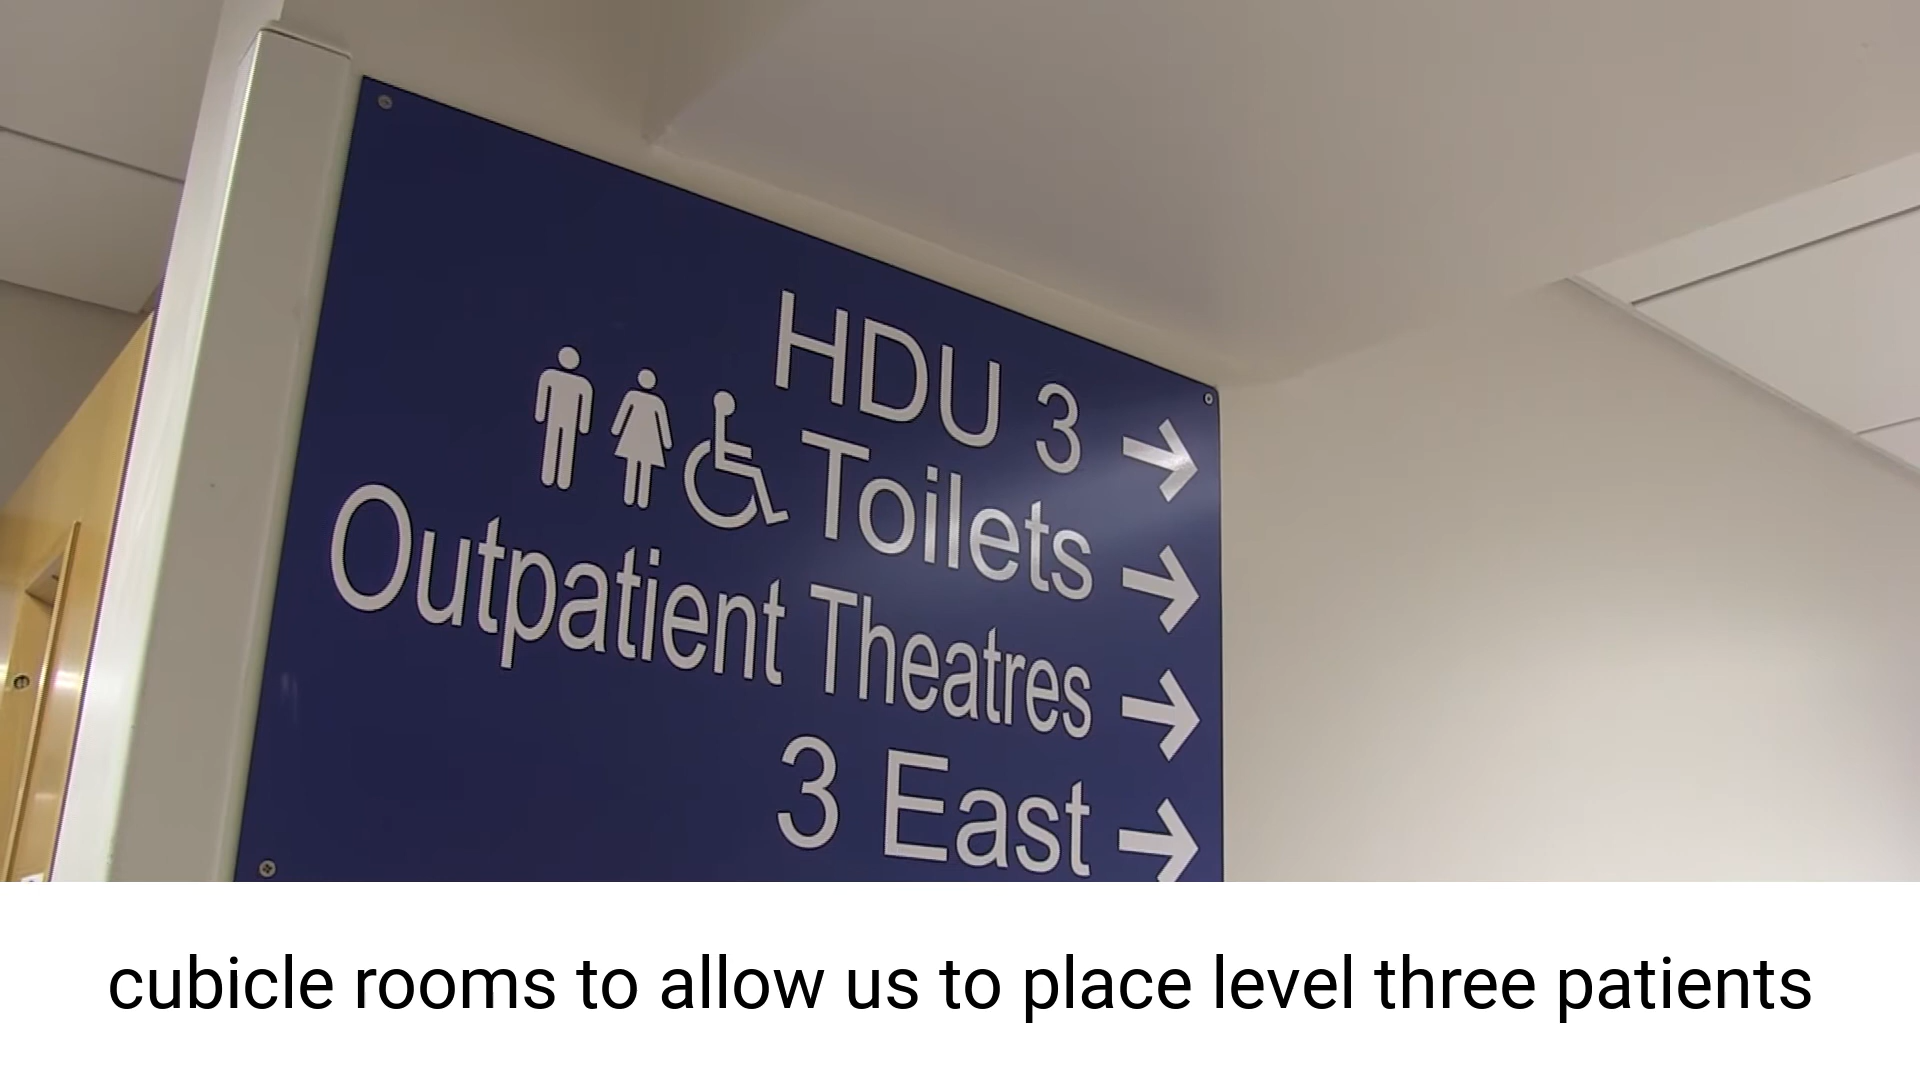 HDU 3
Toilets
Outpatient Theatres
3 East
cubicle rooms to allow us to place level three patients